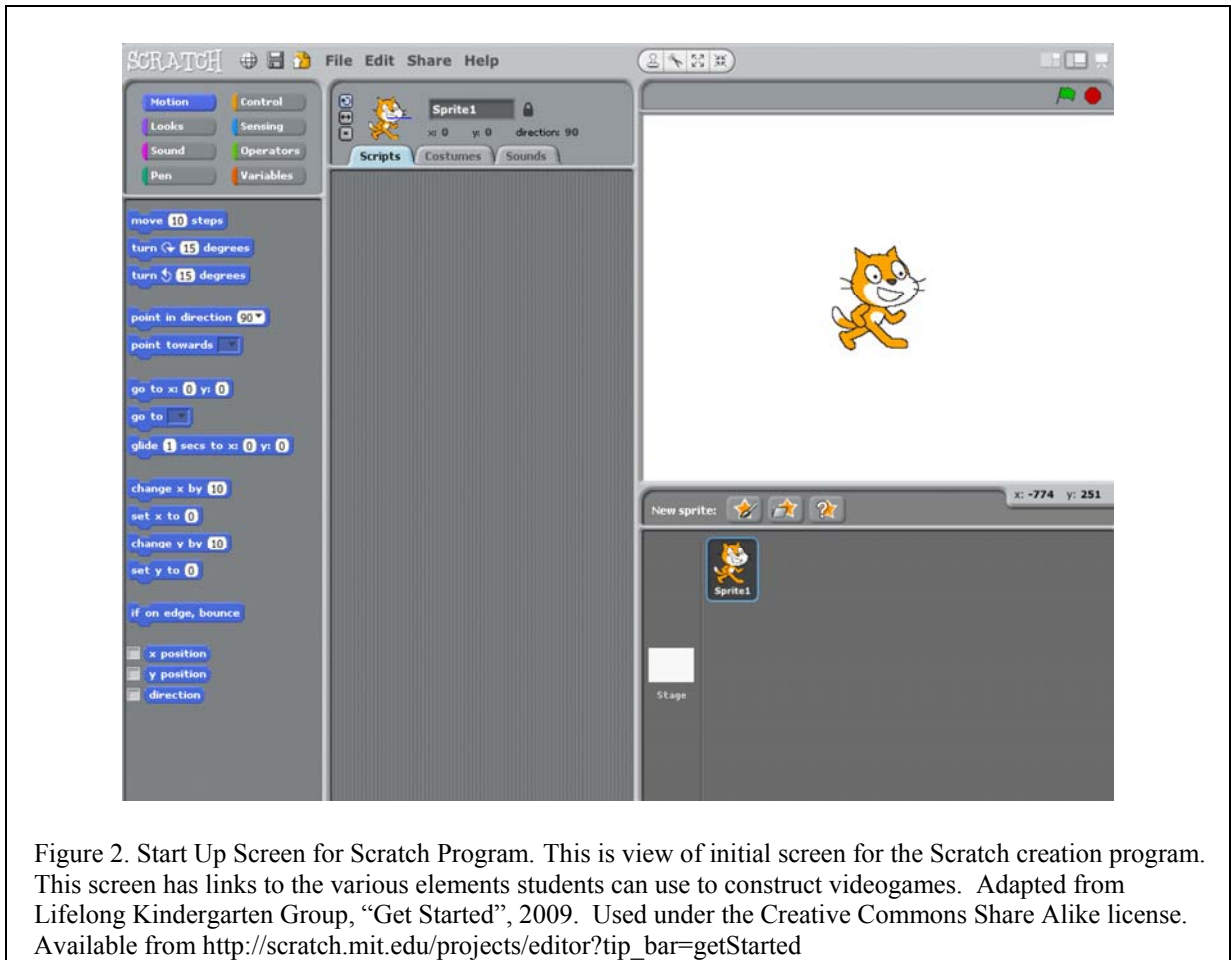 SCRATCH File Edit Share Help
Motion Control
Looks Sensing
Sound Operators
Pen Variables
Sprite1
x: 0 y: 0 direction: 90
Scripts Costumes Sounds
move 10 steps
turn 15 degrees
turn 15 degrees
point in direction 90
point towards
go to x: 0 y: 0
go to
glide 1 secs to x: 0 y: 0
change x by 10
set x to 0
change y by 10
set y to 0
if on edge, bounce
x position
y position
direction
x: -774 y: 251
New sprite:
Sprite1
Stage
Figure 2. Start Up Screen for Scratch Program. This is view of initial screen for the Scratch creation program.
This screen has links to the various elements students can use to construct videogames. Adapted from
Lifelong Kindergarten Group, “Get Started”, 2009. Used under the Creative Commons Share Alike license.
Available from http://scratch.mit.edu/projects/editor?tip_bar=getStarted